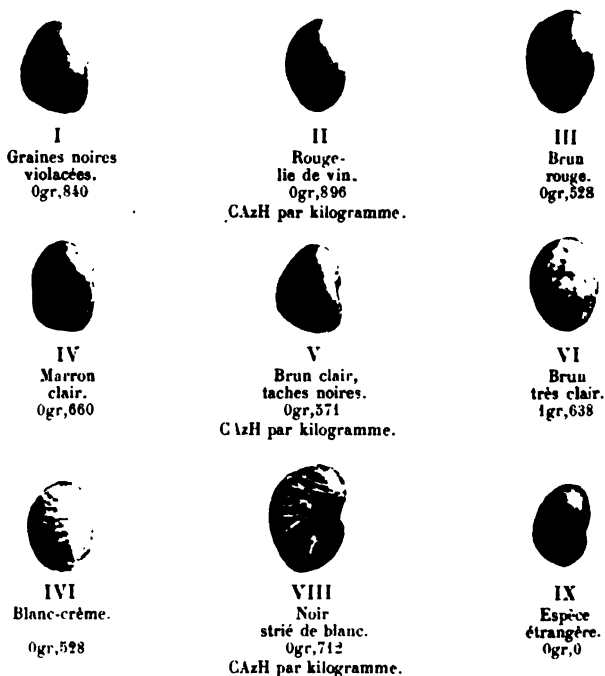 I II III
Graines noires Rouge- Brun
violacées. lie de vin. rouge.
0gr,840 0gr,896 0gr,528
CAzH par kilogramme.
IV V VI
Marron Brun clair, Brun
clair. taches noires. très clair.
0gr,660 0gr,371 1gr,638
CAzH par kilogramme.
IVI VIII IX
Blanc-crème. Noir Espèce
strié de blanc. étrangère.
0gr,528 0gr,712 0gr,0
CAzH par kilogramme.